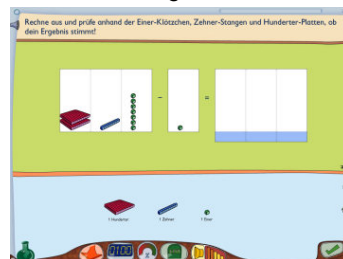 Rechne aus und prüfe anhand der Einer-Klötzchen, Zehner-Stangen und Hunderter-Platten, ob
dein Ergebnis stimmt!
- =
1 Hunderter 1 Zehner 1 Einer
0100